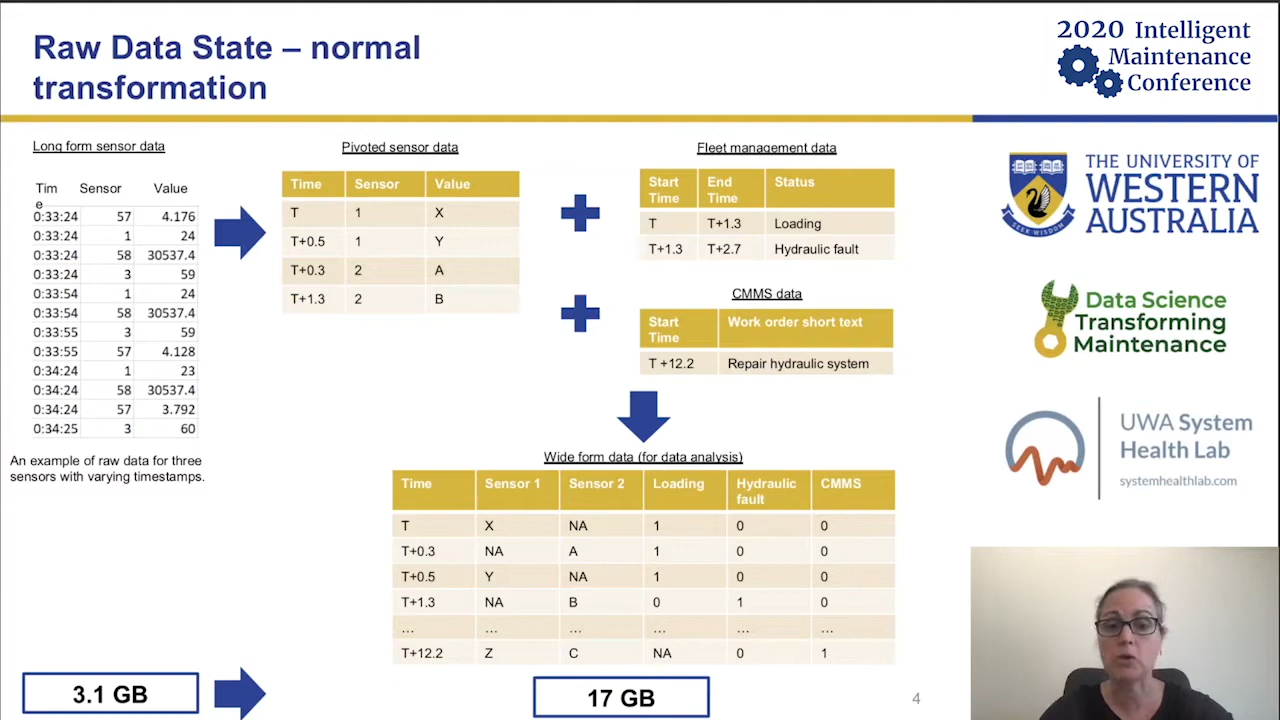 Raw Data State – normal
transformation
2020 Intelligent
Maintenance
Conference
Long form sensor data
Tim
e Sensor Value
0:33:24 57 4.176
0:33:24 1 24
0:33:24 58 30537.4
0:33:24 3 59
0:33:54 1 24
0:33:54 58 30537.4
0:33:55 3 59
0:33:55 57 4.128
0:34:24 1 23
0:34:24 58 30537.4
0:34:24 57 3.792
0:34:25 3 60
An example of raw data for three
sensors with varying timestamps.
Pivoted sensor data
Time Sensor Value
T 1 X
T+0.5 1 Y
T+0.3 2 A
T+1.3 2 B
Fleet management data
Start
Time
End
Time
Status
T T+1.3 Loading
T+1.3 T+2.7 Hydraulic fault
CMMS data
Start
Time
Work order short text
T +12.2 Repair hydraulic system
Wide form data (for data analysis)
Time Sensor 1 Sensor 2 Loading Hydraulic
fault
CMMS
T X NA 1 0 0
T+0.3 NA A 1 0 0
T+0.5 Y NA 1 0 0
T+1.3 NA B 0 1 0
... ... ... ... ... ...
T+12.2 Z C NA 0 1
3.1 GB
17 GB
4
SEEK WISDOM
THE UNIVERSITY OF
WESTERN
AUSTRALIA
Data Science
Transforming
Maintenance
UWA System
Health Lab
systemhealthlab.com